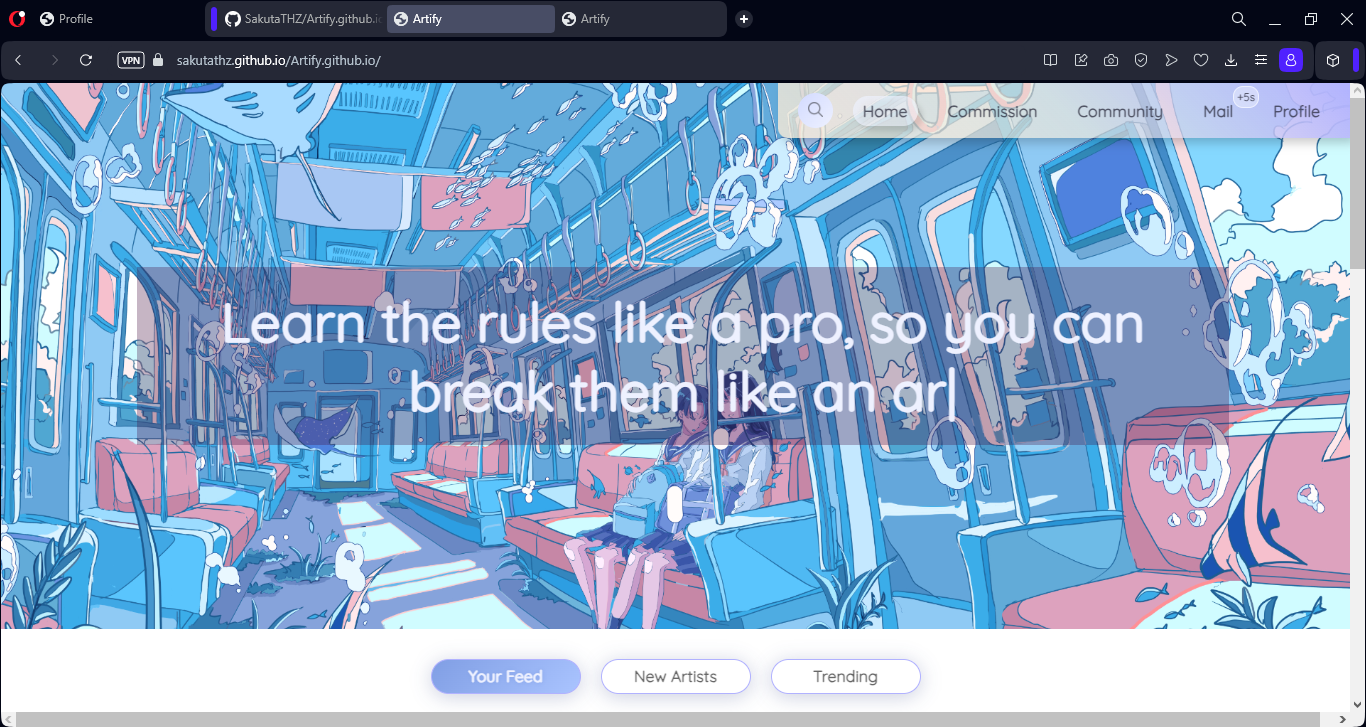 Profile
SakutaTHZ/Artify.github.io
Artify
Artify
VPN
sakutathz.github.io/Artify.github.io/
Home
Commission
Community
Mail
+5s
Profile
Learn the rules like a pro, so you can
break them like an ar|
Your Feed
New Artists
Trending